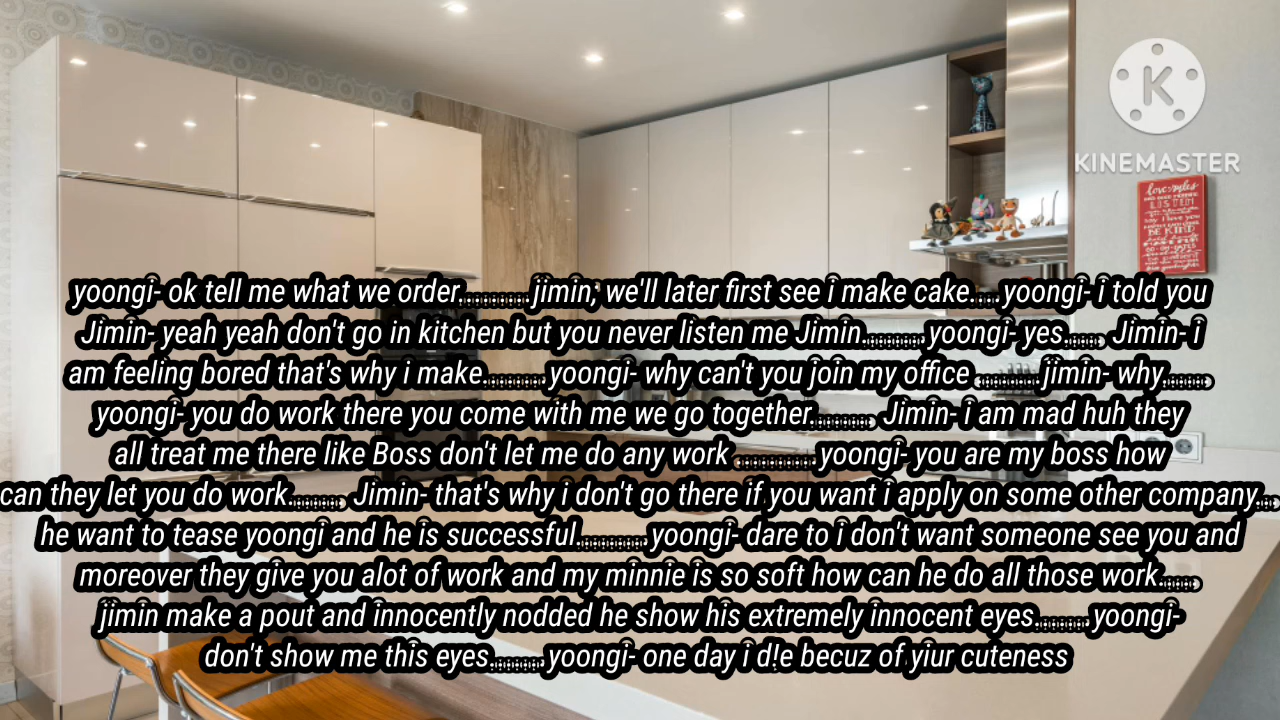 KINEMASTER
love rules
BE KIND
yoongi- ok tell me what we order..........jimin; we'll later first see i make cake....yoongi- i told you
Jimin- yeah yeah don't go in kitchen but you never listen me Jimin.........yoongi- yes...... Jimin- i
am feeling bored that's why i make.........yoongi- why can't you join my office .........jimin- why.......
yoongi- you do work there you come with me we go together......... Jimin- i am mad huh they
all treat me there like Boss don't let me do any work ............yoongi- you are my boss how
can they let you do work........ Jimin- that's why i don't go there if you want i apply on some other company....
he want to tease yoongi and he is successful..........yoongi- dare to i don't want someone see you and
moreover they give you alot of work and my minnie is so soft how can he do all those work......
jimin make a pout and innocently nodded he show his extremely innocent eyes........yoongi-
don't show me this eyes........yoongi- one day i d!e becuz of yiur cuteness